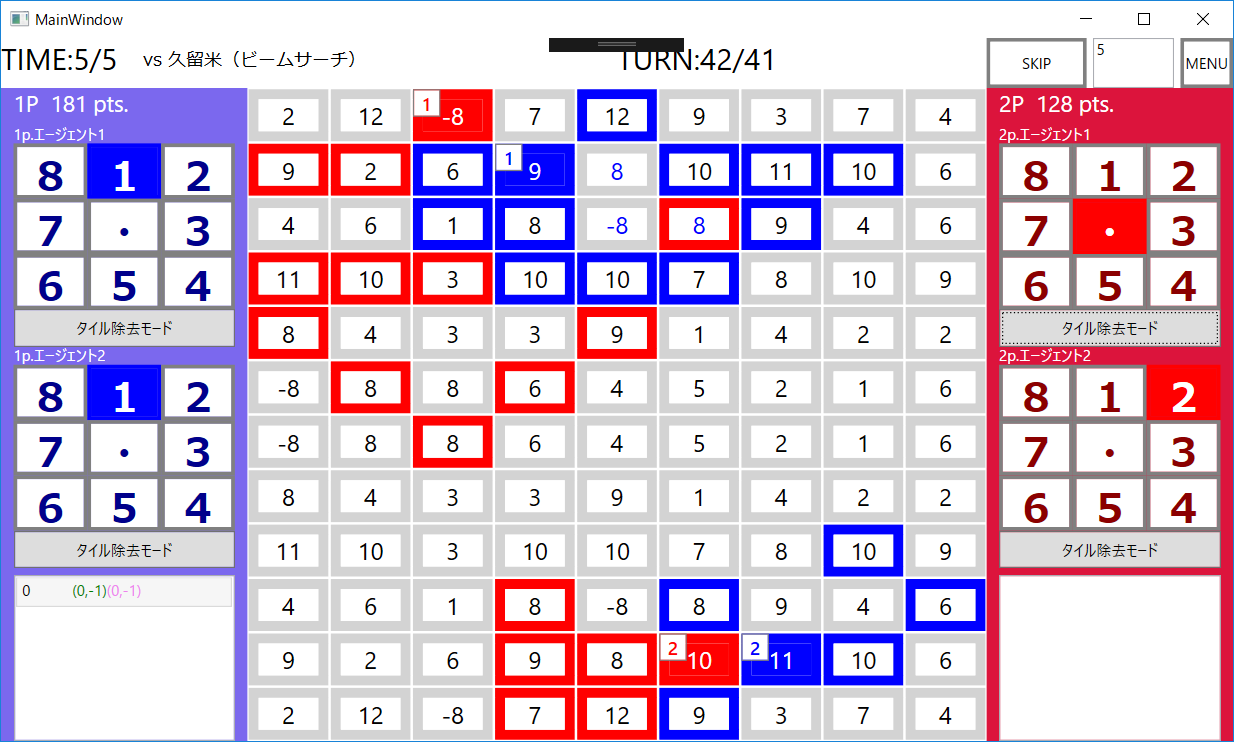 MainWindow
TIME:5/5 vs 久留米（ビームサーチ） TURN:42/41 SKIP 5 MENU
1P 181 pts.
1p.エージェント1
8 1 2
7 · 3
6 5 4
タイル除去モード
1p.エージェント2
8 1 2
7 · 3
6 5 4
タイル除去モード
0 (0,-1)(0,-1)
2 12 1 -8 7 12 9 3 7 4
9 2 6 1 9 8 10 11 10 6
4 6 1 8 -8 8 9 4 6
11 10 3 10 10 7 8 10 9
8 4 3 3 9 1 4 2 2
-8 8 8 6 4 5 2 1 6
-8 8 8 6 4 5 2 1 6
8 4 3 3 9 1 4 2 2
11 10 3 10 10 7 8 10 9
4 6 1 8 -8 8 9 4 6
9 2 6 9 8 2 10 2 11 10 6
2 12 -8 7 12 9 3 7 4
2P 128 pts.
2p.エージェント1
8 1 2
7 · 3
6 5 4
タイル除去モード
2p.エージェント2
8 1 2
7 · 3
6 5 4
タイル除去モード